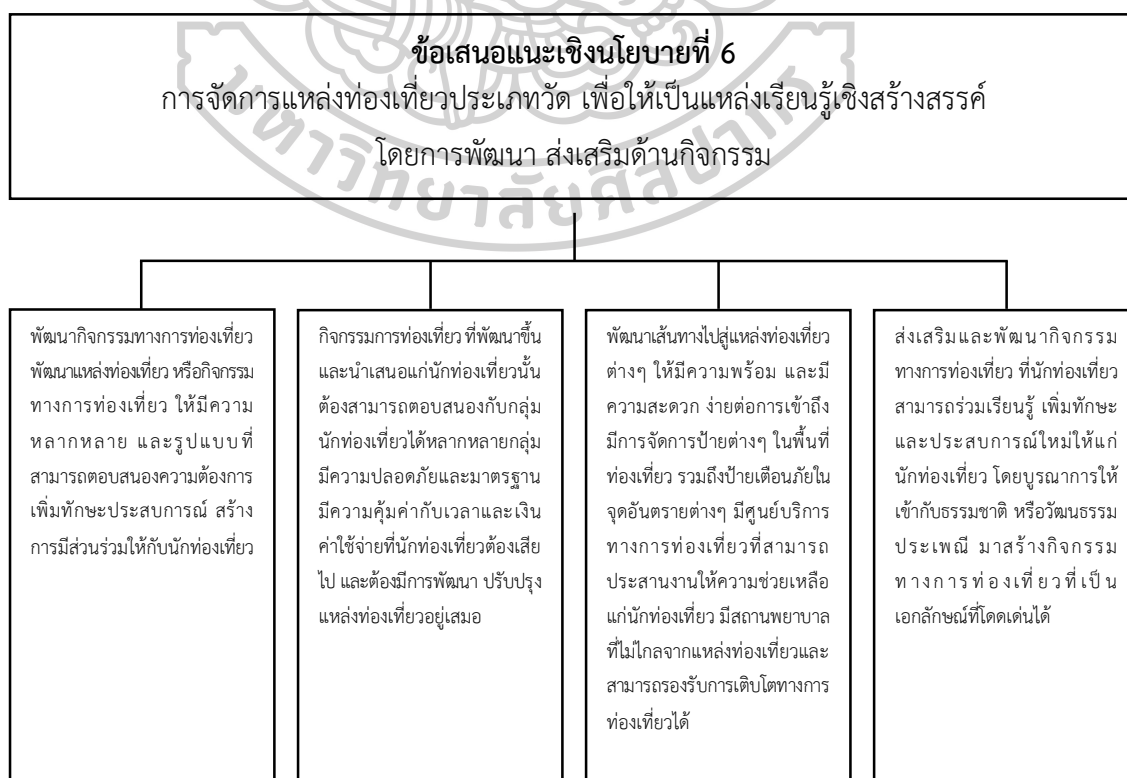 ข้อเสนอแนะเชิงนโยบายที่ 6
การจัดการแหล่งท่องเที่ยวประเภทวัด เพื่อให้เป็นแหล่งเรียนรู้เชิงสร้างสรรค์
โดยการพัฒนา ส่งเสริมด้านกิจกรรม
มหาวิทยาลัยศิลปากร
พัฒนากิจกรรมทางการท่องเที่ยว
พัฒนาแหล่งท่องเที่ยว หรือกิจกรรม
ทางการท่องเที่ยว ให้มีความ
หลากหลาย และรูปแบบที่
สามารถตอบสนองความต้องการ
เพิ่มทักษะประสบการณ์ สร้าง
การมีส่วนร่วมให้กับนักท่องเที่ยว
กิจกรรมการท่องเที่ยว ที่พัฒนาขึ้น
และนำเสนอแก่นักท่องเที่ยวนั้น
ต้องสามารถตอบสนองกับกลุ่ม
นักท่องเที่ยวได้หลากหลายกลุ่ม
มีความปลอดภัยและมาตรฐาน
มีความคุ้มค่ากับเวลาและเงิน
ค่าใช้จ่ายที่นักท่องเที่ยวต้องเสีย
ไป และต้องมีการพัฒนา ปรับปรุง
แหล่งท่องเที่ยวอยู่เสมอ
พัฒนาเส้นทางไปสู่แหล่งท่องเที่ยว
ต่างๆ ให้มีความพร้อม และมี
ความสะดวก ง่ายต่อการเข้าถึง
มีการจัดการป้ายต่างๆ ในพื้นที่
ท่องเที่ยว รวมถึงป้ายเตือนภัยใน
จุดอันตรายต่างๆ มีศูนย์บริการ
ทางการท่องเที่ยวที่สามารถ
ประสานงานให้ความช่วยเหลือ
แก่นักท่องเที่ยว มีสถานพยาบาล
ที่ไม่ไกลจากแหล่งท่องเที่ยวและ
สามารถรองรับการเติบโตทางการ
ท่องเที่ยวได้
ส่งเสริมและพัฒนากิจกรรม
ทางการท่องเที่ยว ที่นักท่องเที่ยว
สามารถร่วมเรียนรู้ เพิ่มทักษะ
และประสบการณ์ใหม่ให้แก่
นักท่องเที่ยว โดยบูรณาการให้
เข้ากับธรรมชาติ หรือวัฒนธรรม
ประเพณี มาสร้างกิจกรรม
ทางการท่องเที่ยวที่เป็น
เอกลักษณ์ที่โดดเด่นได้